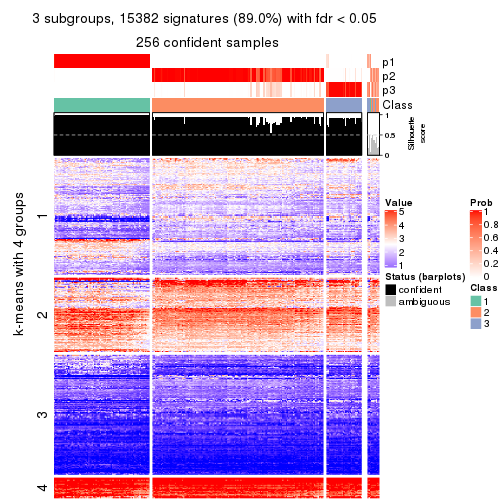 3 subgroups, 15382 signatures (89.0%) with fdr < 0.05
256 confident samples
p1
p2
p3
Class
1
0.5
0
Silhouette
score
k-means with 4 groups
1
2
3
4
Value
5
4
3
2
1
Status (barplots)
confident
ambiguous
Prob
1
0.8
0.6
0.4
0.2
0
Class
1
2
3